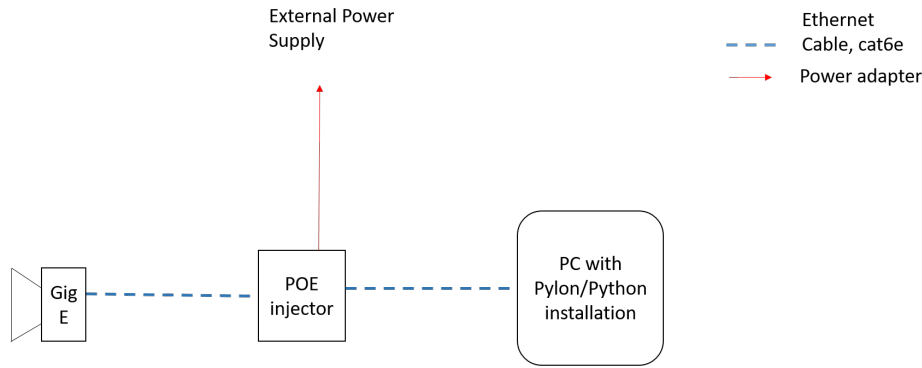 External Power
Supply
Ethernet
Cable, cat6e
Power adapter
Gig
E
POE
injector
PC with
Pylon/Python
installation